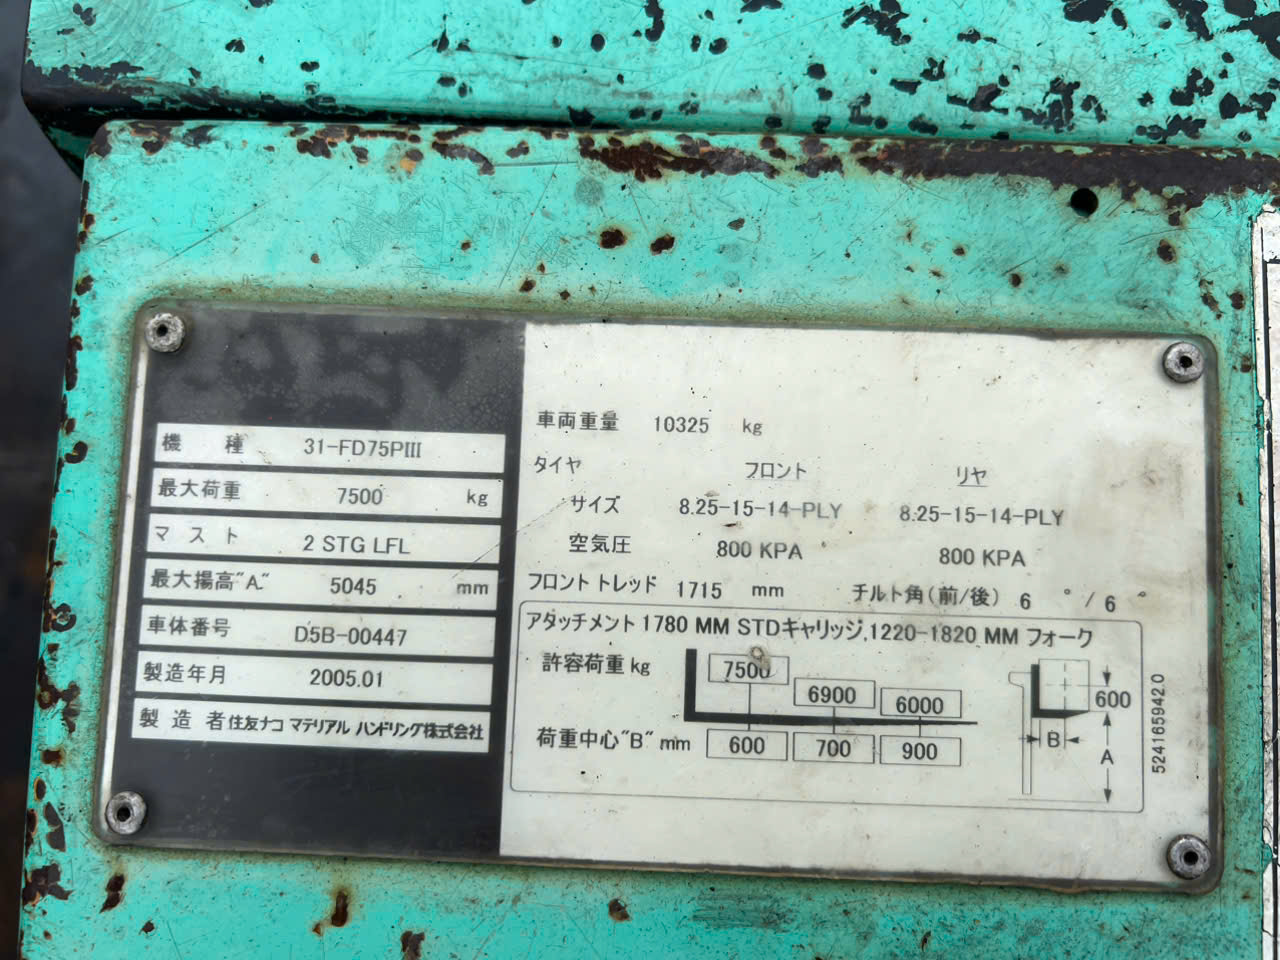 機 種 31-FD75PIII
最大荷重 7500 kg
マスト 2 STG LFL
最大揚高"A." 5045 mm
車体番号 D5B-00447
製造年月 2005.01
製造者 住友ナコ マテリアル ハンドリング株式会社
車両重量 10325 kg
タイヤ フロント リヤ
サイズ 8.25-15-14-PLY 8.25-15-14-PLY
空気圧 800 KPA 800 KPA
フロント トレッド 1715 mm チルト角(前/後) 6 ° / 6 °
アタッチメント 1780 MM STDキャリッジ,1220-1820 MM フォーク
許容荷重 kg 7500 6900 6000
荷重中心"B" mm 600 700 900
600
B
A
524165942.0